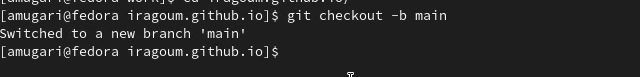 [amugari@fedora iragoum.github.io]$ git checkout -b main
Switched to a new branch 'main'
[amugari@fedora iragoum.github.io]$